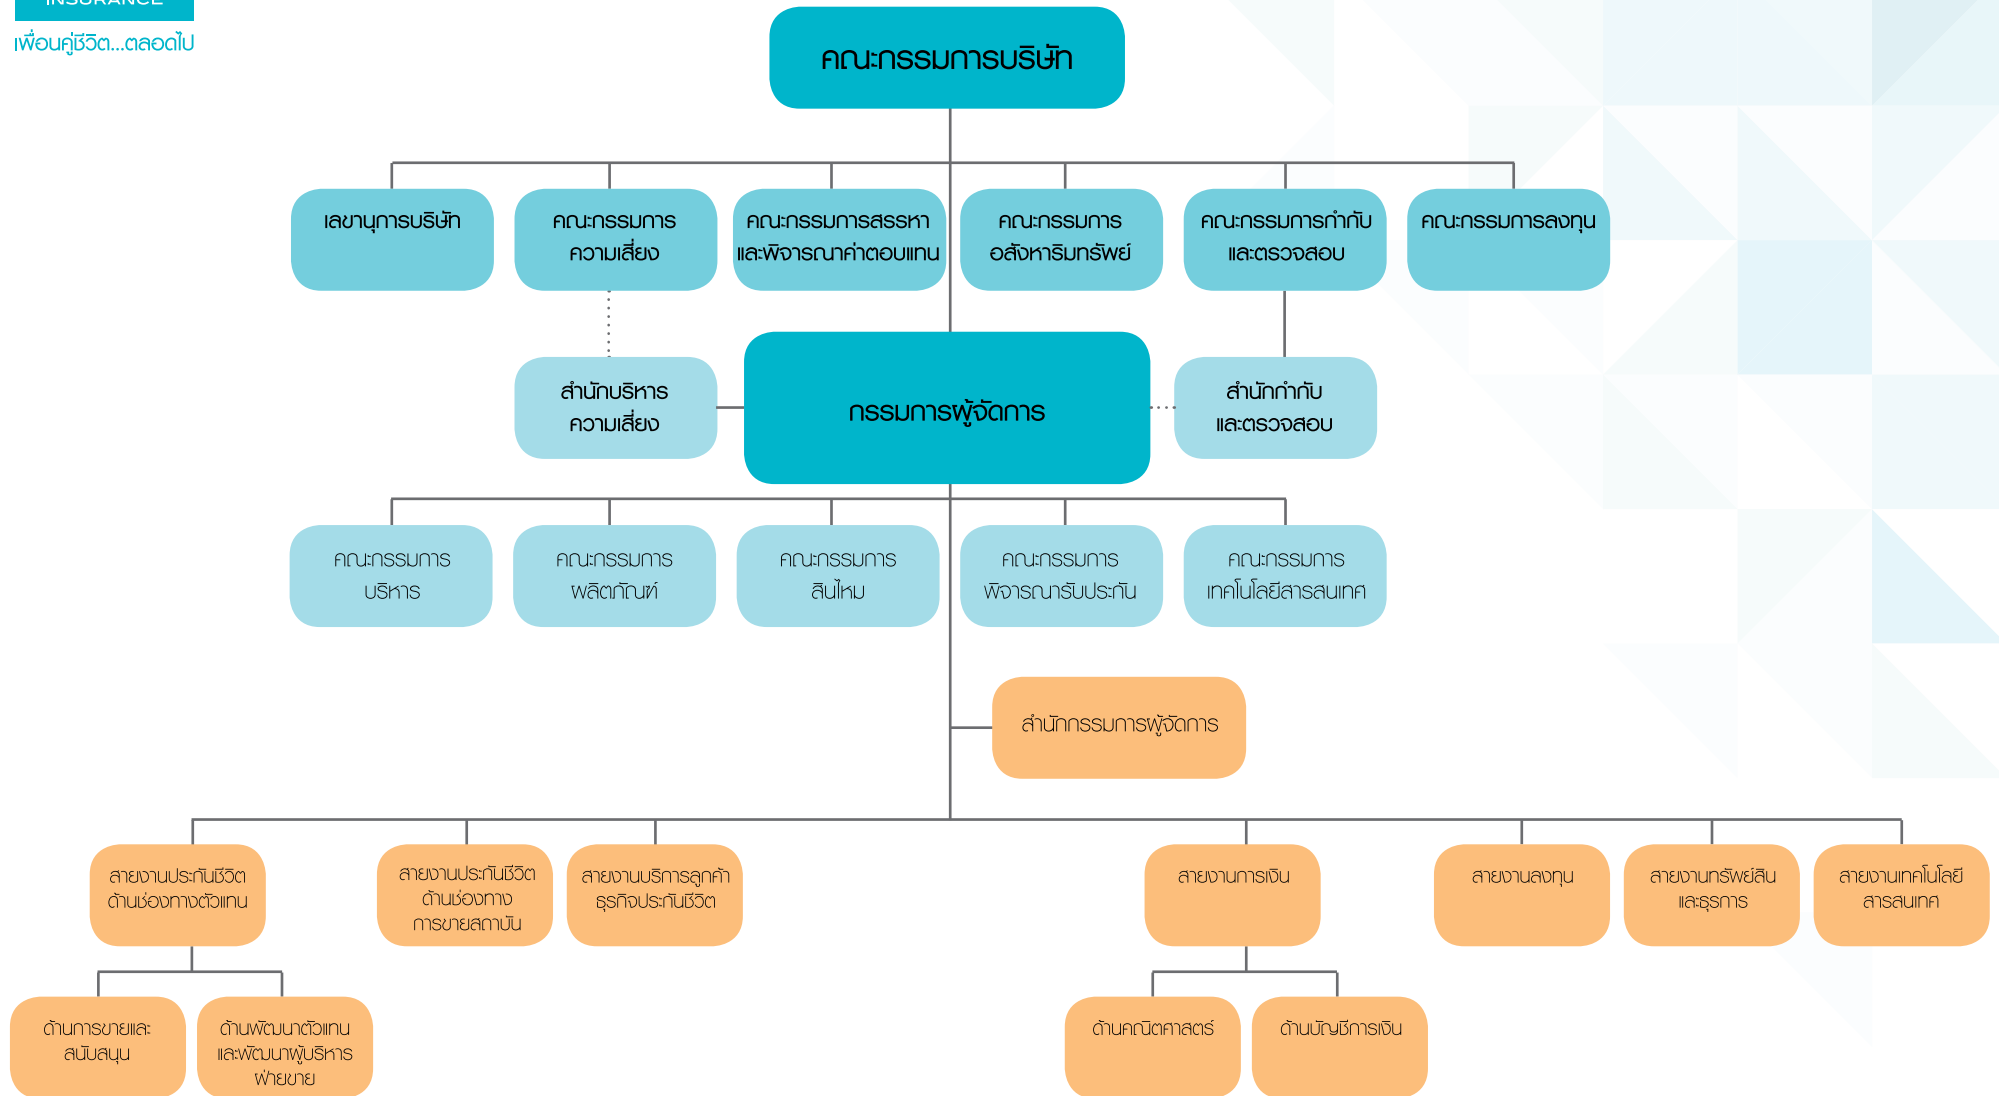 INSURANCE
เพื่อนคู่ชีวิต...ตลอดไป
คณะกรรมการบริษัท
เลขานุการบริษัท
คณะกรรมการ
ความเสี่ยง
คณะกรรมการสรรหา
และพิจารณาค่าตอบแทน
คณะกรรมการ
อสังหาริมทรัพย์
คณะกรรมการกำกับ
และตรวจสอบ
คณะกรรมการลงทุน
สำนักบริหาร
ความเสี่ยง
กรรมการผู้จัดการ
สำนักกำกับ
และตรวจสอบ
คณะกรรมการ
บริหาร
คณะกรรมการ
ผลิตภัณฑ์
คณะกรรมการ
สินไหม
คณะกรรมการ
พิจารณารับประกัน
คณะกรรมการ
เทคโนโลยีสารสนเทศ
สำนักกรรมการผู้จัดการ
สายงานประกันชีวิต
ด้านช่องทางตัวแทน
สายงานประกันชีวิต
ด้านช่องทาง
การขายสถาบัน
สายงานบริการลูกค้า
ธุรกิจประกันชีวิต
สายงานการเงิน
สายงานลงทุน
สายงานทรัพย์สิน
และธุรการ
สายงานเทคโนโลยี
สารสนเทศ
ด้านการขายและ
สนับสนุน
ด้านพัฒนาตัวแทน
และพัฒนาผู้บริหาร
ฝ่ายขาย
ด้านคณิตศาสตร์
ด้านบัญชีการเงิน